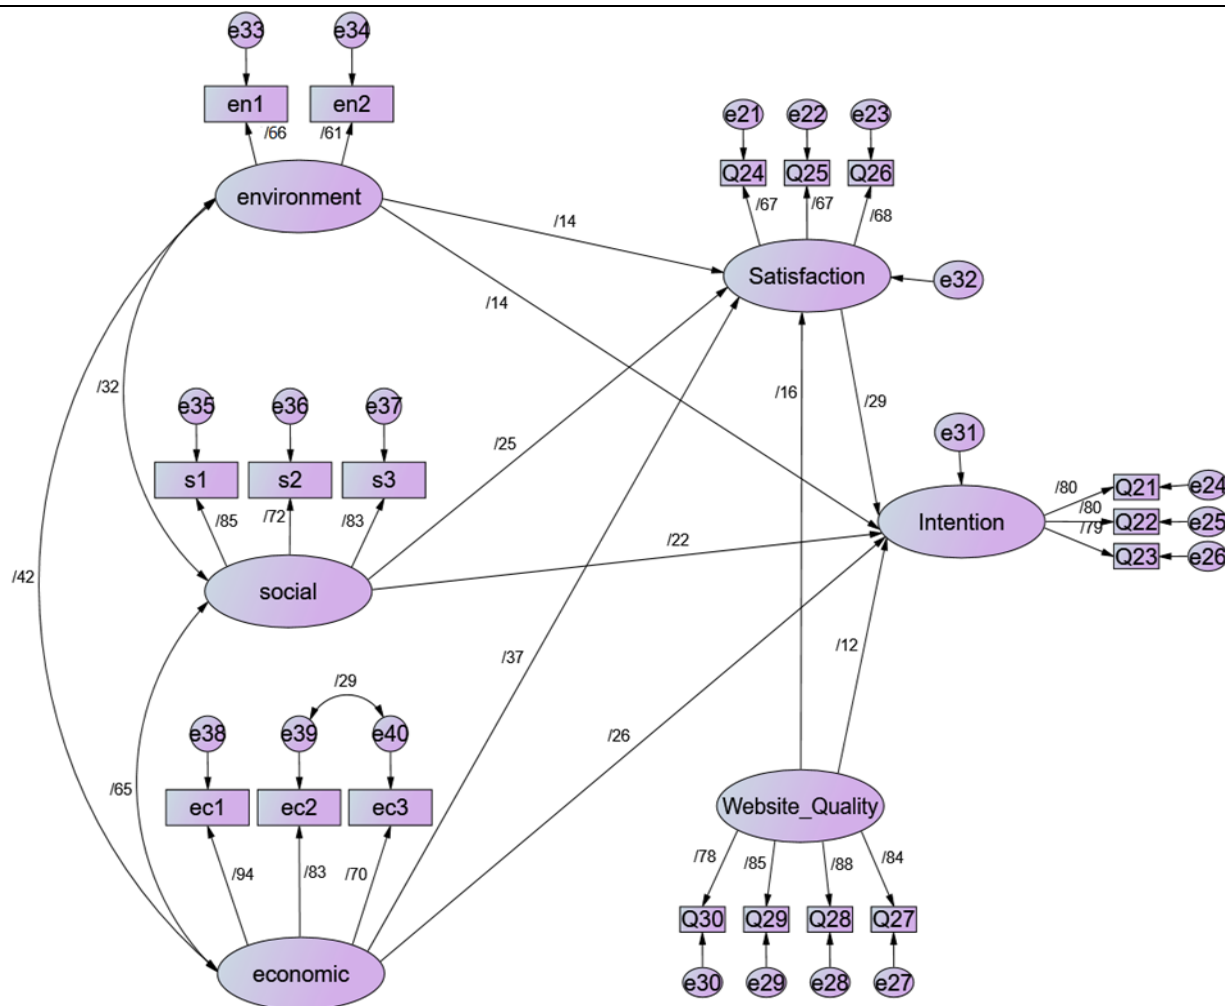 e33 e34
en1 en2
/66 /61
environment
e21 e22 e23
Q24 Q25 Q26
/67 /67 /68
/14
Satisfaction
e32
/14
/32
/16
/29
e35 e36 e37
s1 s2 s3
/85 /72 /83
/25
e31
/80
/80
/79
Q21 e24
Q22 e25
Q23 e26
Intention
/22
social
/42
/37
/12
/29
e38 e39 e40
/26
/65
ec1 ec2 ec3
Website_Quality
/94 /83 /70
/78 /85 /88 /84
Q30 Q29 Q28 Q27
economic
e30 e29 e28 e27